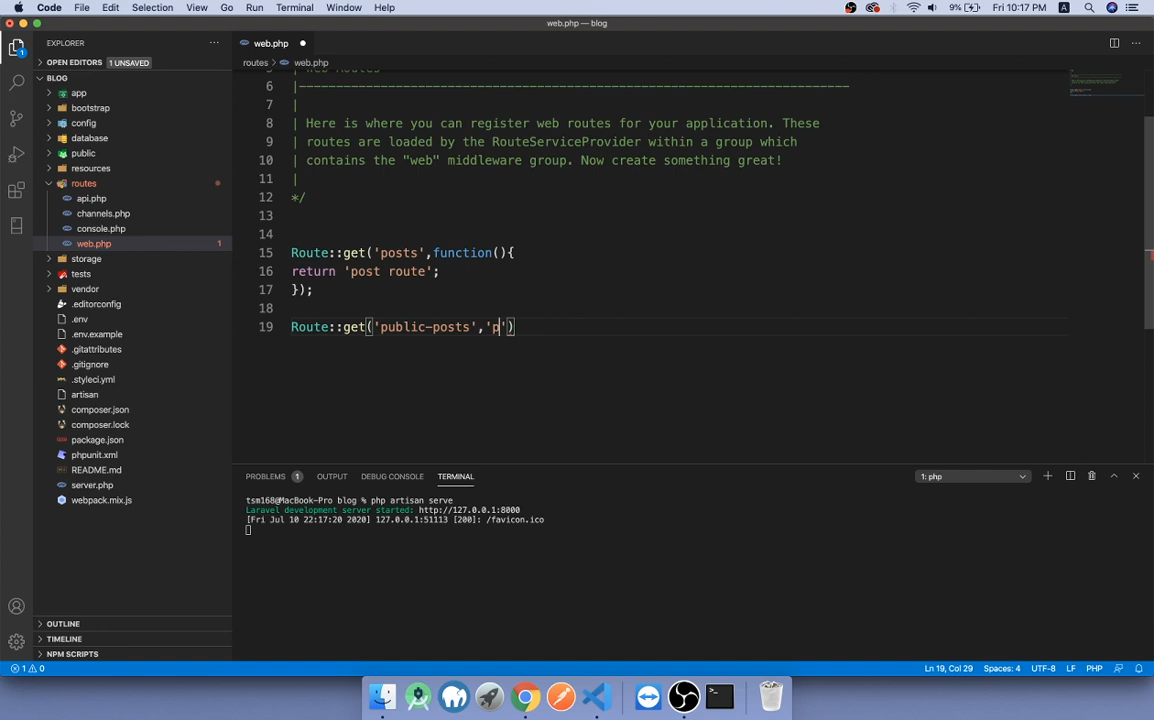 Code File Edit Selection View Go Run Terminal Window Help 9% A Fri 10:17 PM
web.php — blog
EXPLORER
web.php
OPEN EDITORS 1 UNSAVED
routes > web.php
BLOG
app
bootstrap
config
database
public
resources
routes
api.php
channels.php
console.php
web.php 1
storage
tests
vendor
.editorconfig
.env
.env.example
.gitattributes
.gitignore
.styleci.yml
artisan
composer.json
composer.lock
package.json
phpunit.xml
README.md
server.php
webpack.mix.js
OUTLINE
TIMELINE
NPM SCRIPTS
5 | Web Routes
6 |--------------------------------------------------------------------------
7 |
8 | Here is where you can register web routes for your application. These
9 | routes are loaded by the RouteServiceProvider within a group which
10 | contains the "web" middleware group. Now create something great!
11 |
12 */
13
14
15 Route::get('posts',function(){
16 return 'post route';
17 });
18
19 Route::get('public-posts','p')
PROBLEMS 1 OUTPUT DEBUG CONSOLE TERMINAL 1: php
tsm168@MacBook-Pro blog % php artisan serve
Laravel development server started: http://127.0.0.1:8000
[Fri Jul 10 22:17:20 2020] 127.0.0.1:51113 [200]: /favicon.ico
1 0 Ln 19, Col 29 Spaces: 4 UTF-8 LF PHP